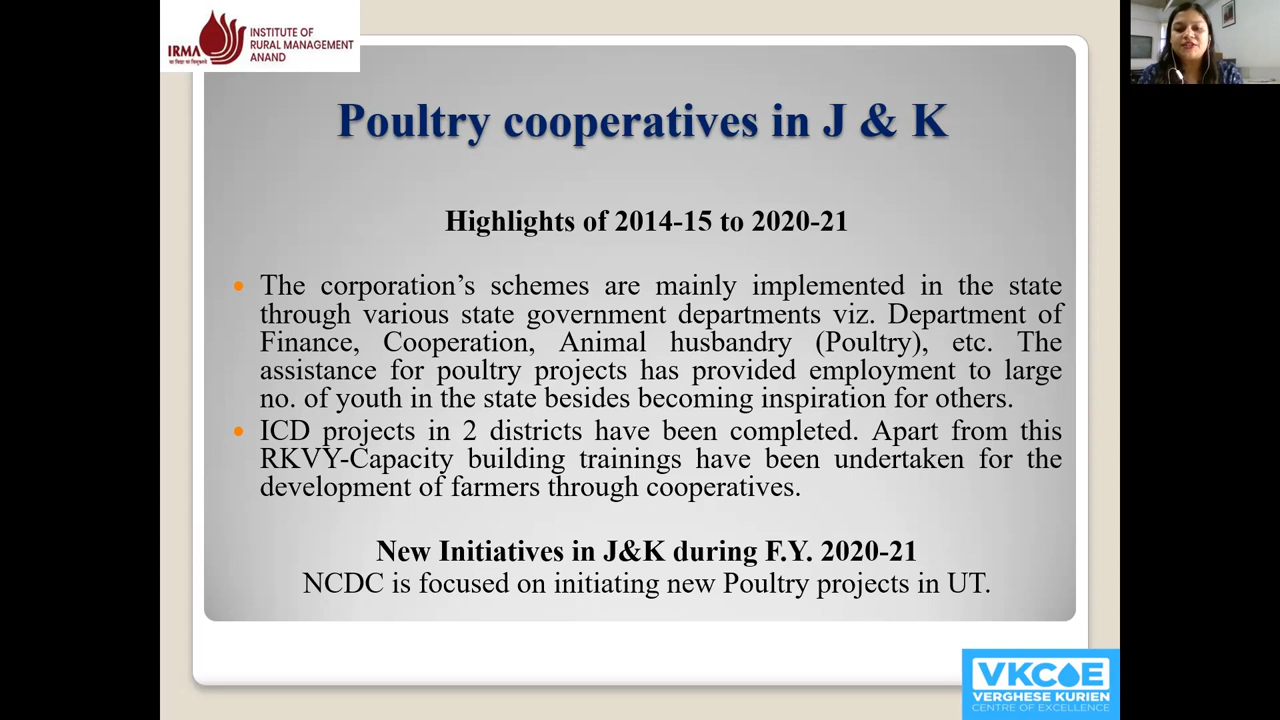 IRMA
INSTITUTE OF
RURAL MANAGEMENT
ANAND
Poultry cooperatives in J & K
Highlights of 2014-15 to 2020-21
The corporation’s schemes are mainly implemented in the state
through various state government departments viz. Department of
Finance, Cooperation, Animal husbandry (Poultry), etc. The
assistance for poultry projects has provided employment to large
no. of youth in the state besides becoming inspiration for others.
ICD projects in 2 districts have been completed. Apart from this
RKVY-Capacity building trainings have been undertaken for the
development of farmers through cooperatives.
New Initiatives in J&K during F.Y. 2020-21
NCDC is focused on initiating new Poultry projects in UT.
VKCOE
VERGHESE KURIEN
CENTRE OF EXCELLENCE